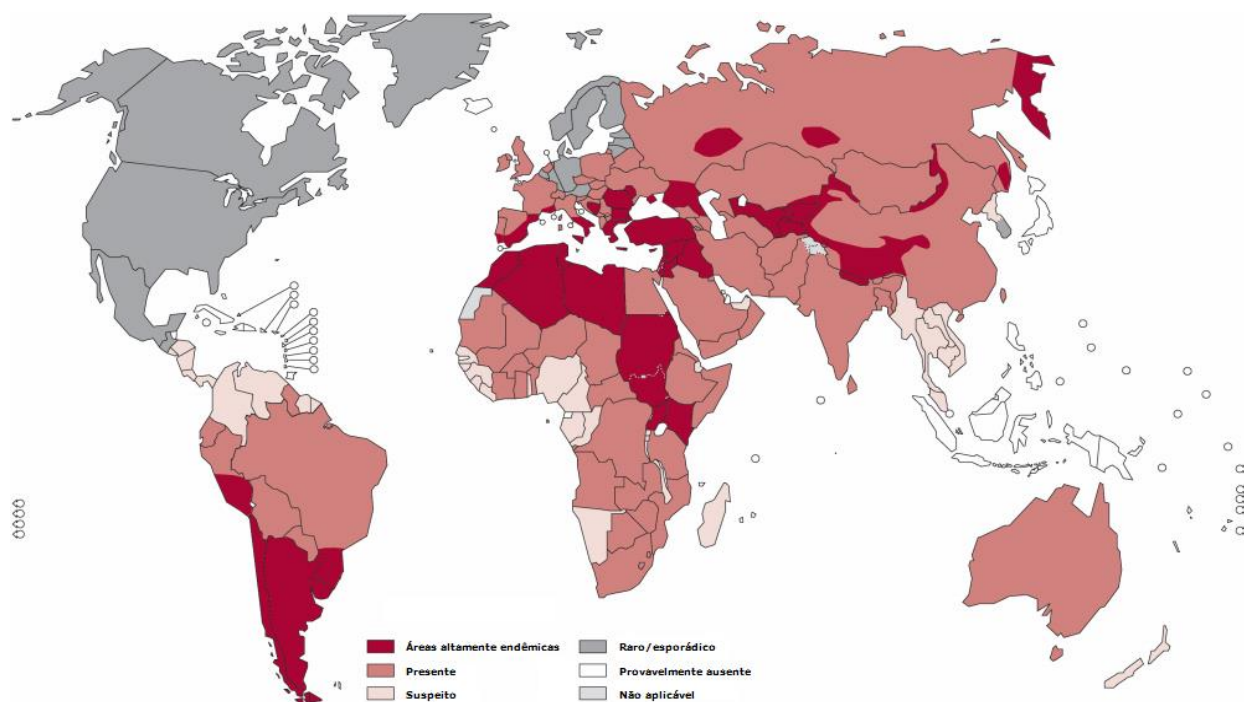 Áreas altamente endêmicas
Presente
Suspeito
Raro/esporádico
Provavelmente ausente
Não aplicável